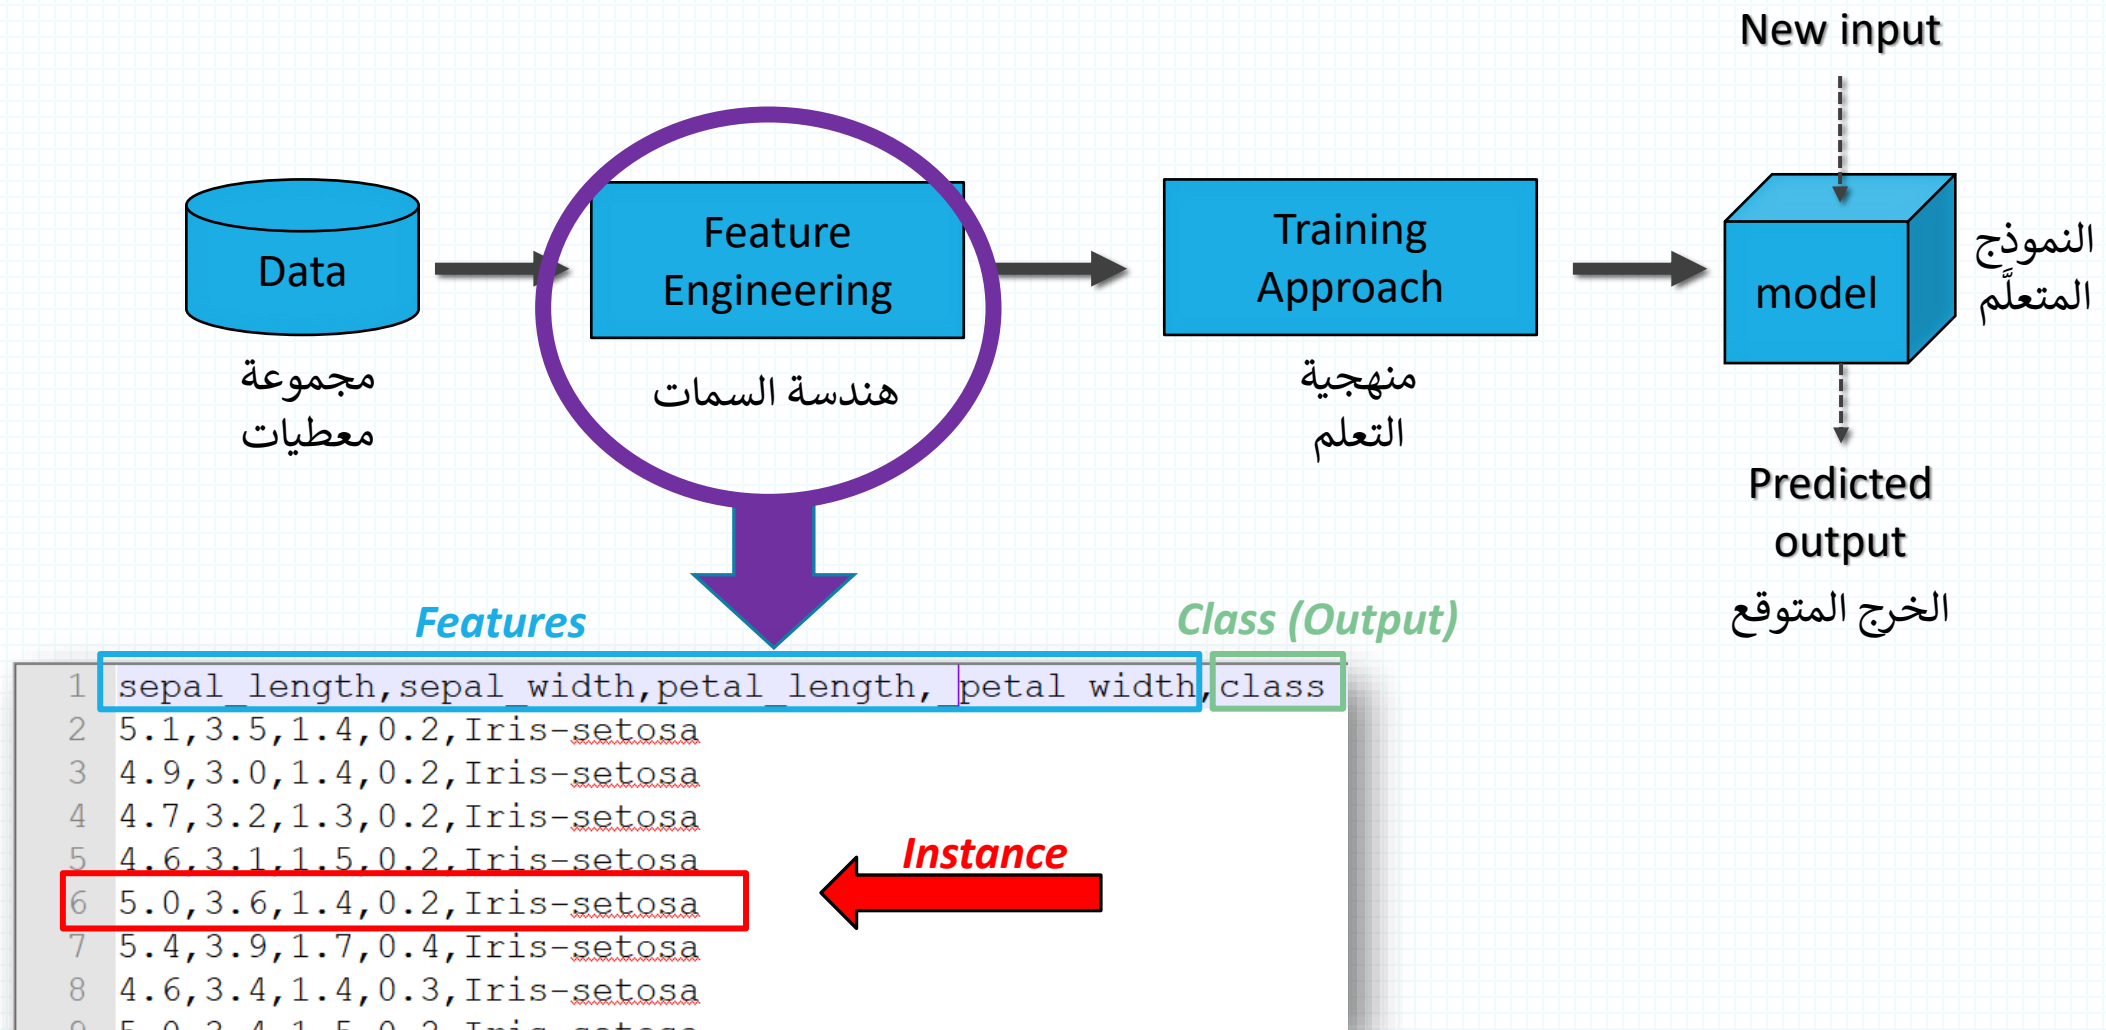 New input
Data
مجموعة
معطيات
Feature
Engineering
هندسة السمات
Training
Approach
منهجية
التعلم
model
النموذج
المتعلَّم
Predicted
output
الخرج المتوقع
Features
Class (Output)
1 sepal_length,sepal_width,petal_length,_petal width,class
2 5.1,3.5,1.4,0.2,Iris-setosa
3 4.9,3.0,1.4,0.2,Iris-setosa
4 4.7,3.2,1.3,0.2,Iris-setosa
5 4.6,3.1,1.5,0.2,Iris-setosa
Instance
6 5.0,3.6,1.4,0.2,Iris-setosa
7 5.4,3.9,1.7,0.4,Iris-setosa
8 4.6,3.4,1.4,0.3,Iris-setosa